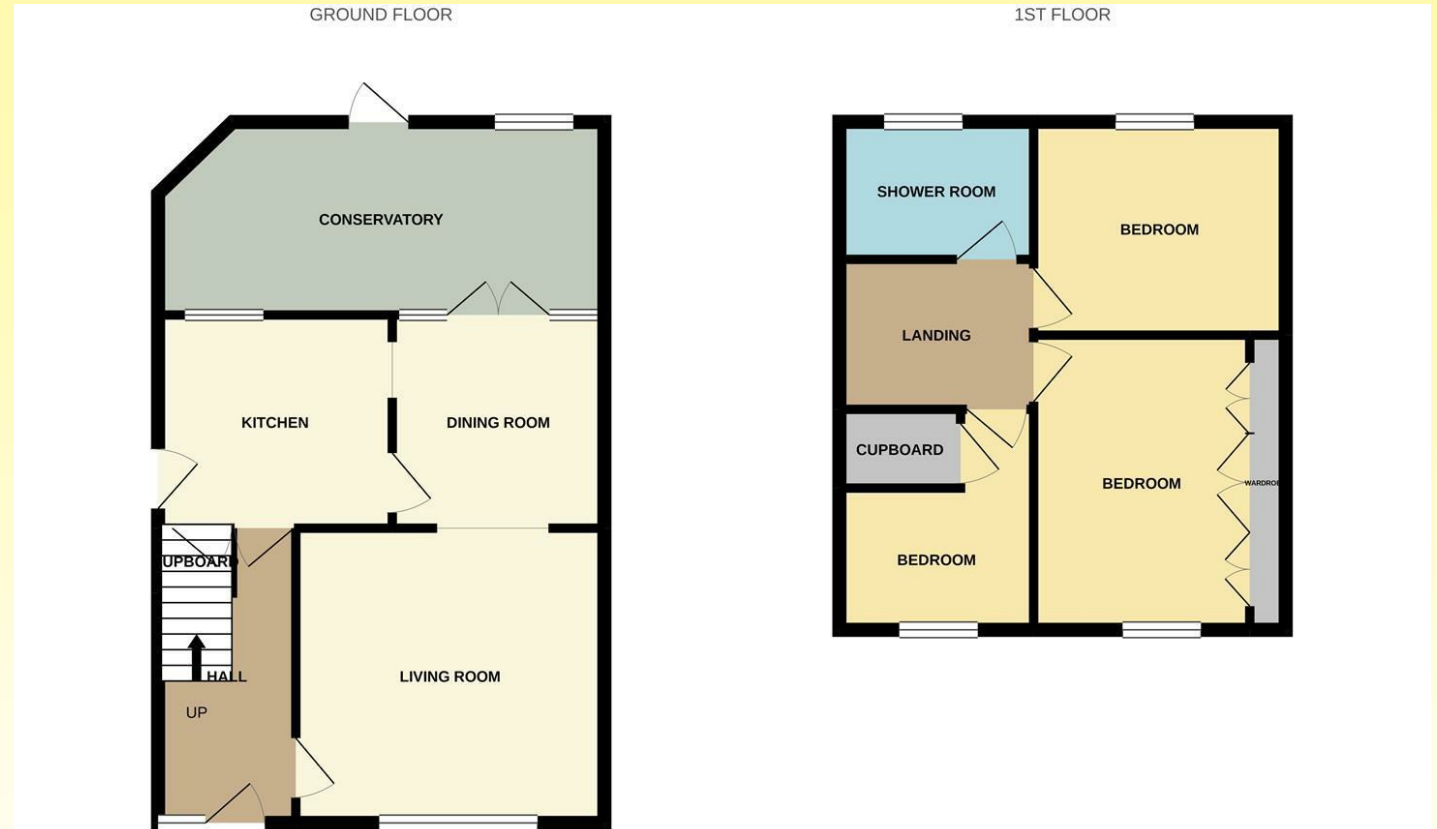 GROUND FLOOR
CONSERVATORY
KITCHEN
DINING ROOM
UPBOARD
HALL
UP
LIVING ROOM
1ST FLOOR
SHOWER ROOM
BEDROOM
LANDING
CUPBOARD
BEDROOM
WARDROB
BEDROOM